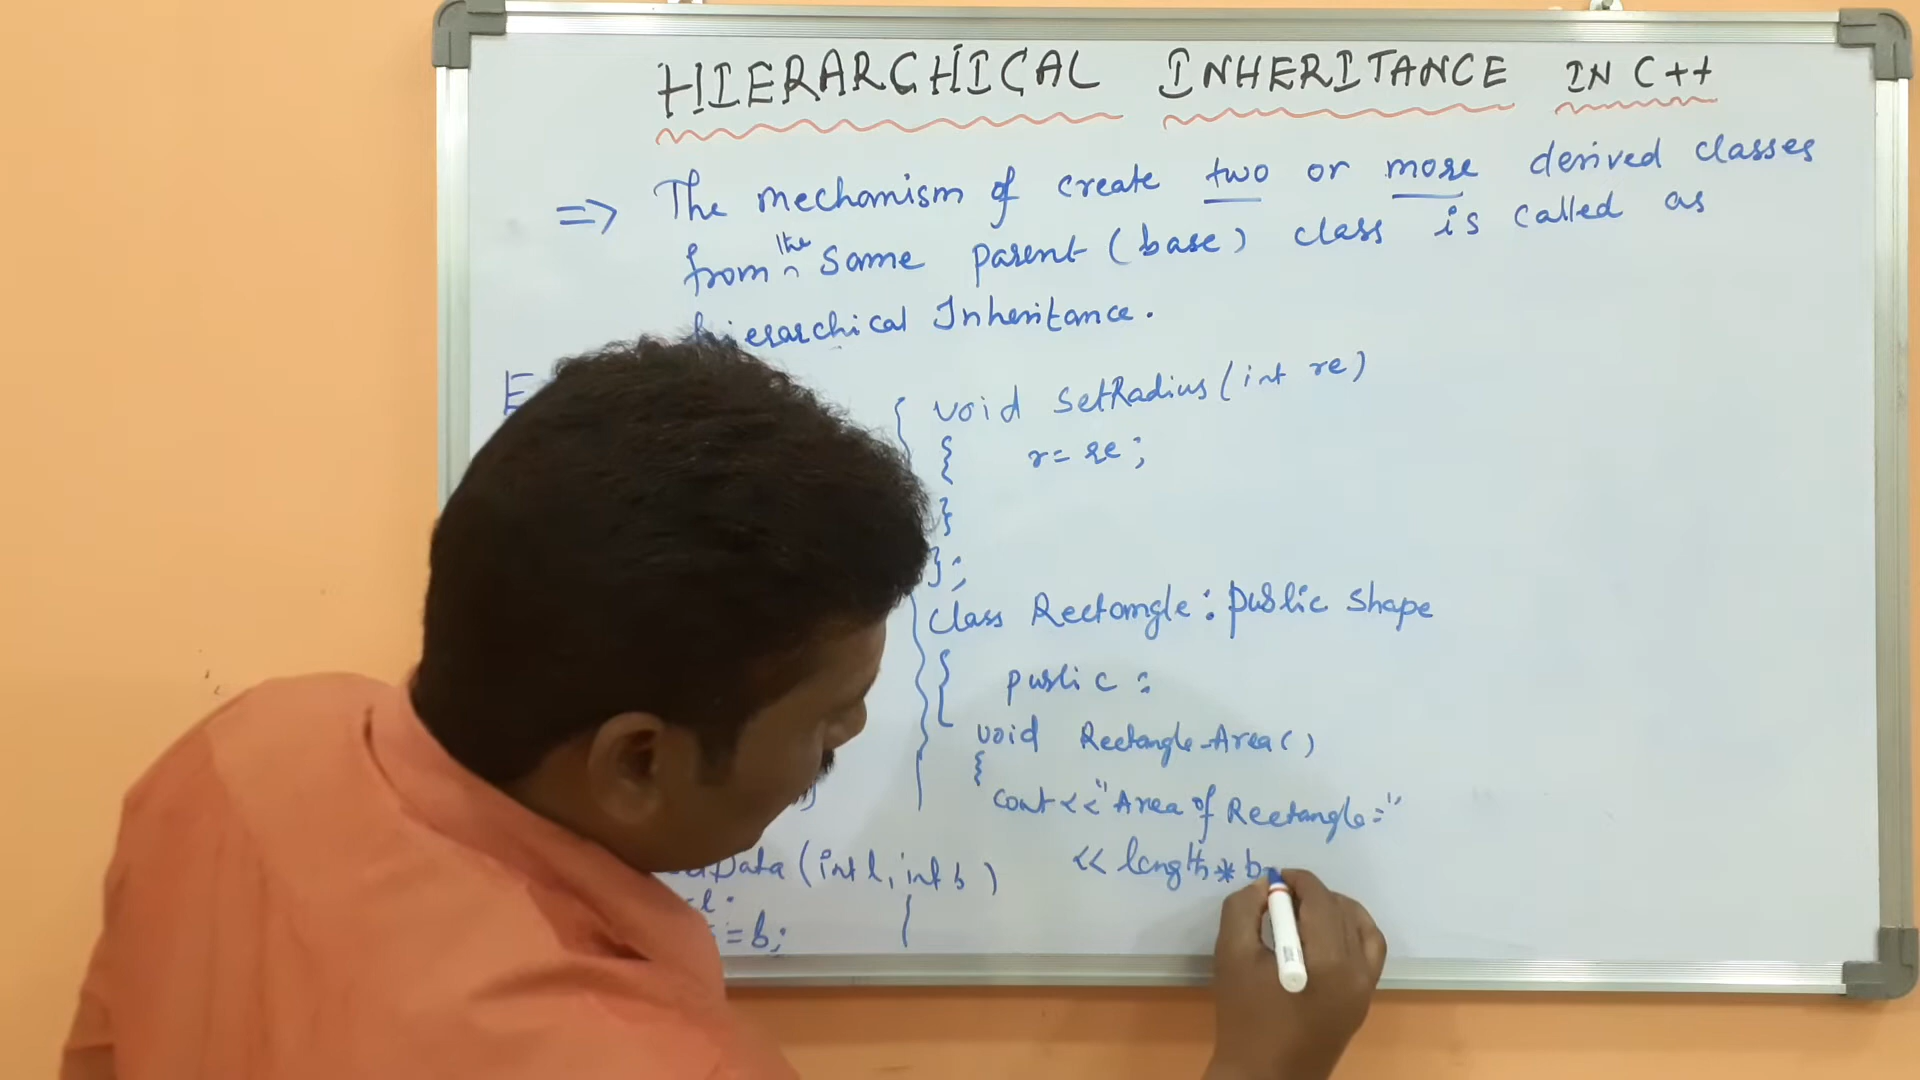 HIERARCHICAL INHERITANCE IN C++
=> The mechanism of create two or more derived classes
from the same parent (base) class is called as
hierarchical Inheritance.
E
Data (int l, int b)
=l;
=b;
{ void SetRadius (int re)
{ r = re;
}
};
class Rectangle : public Shape
{ public :
void Rectangle_Area ()
{
cout << "Area of Rectangle ="
<< length * b